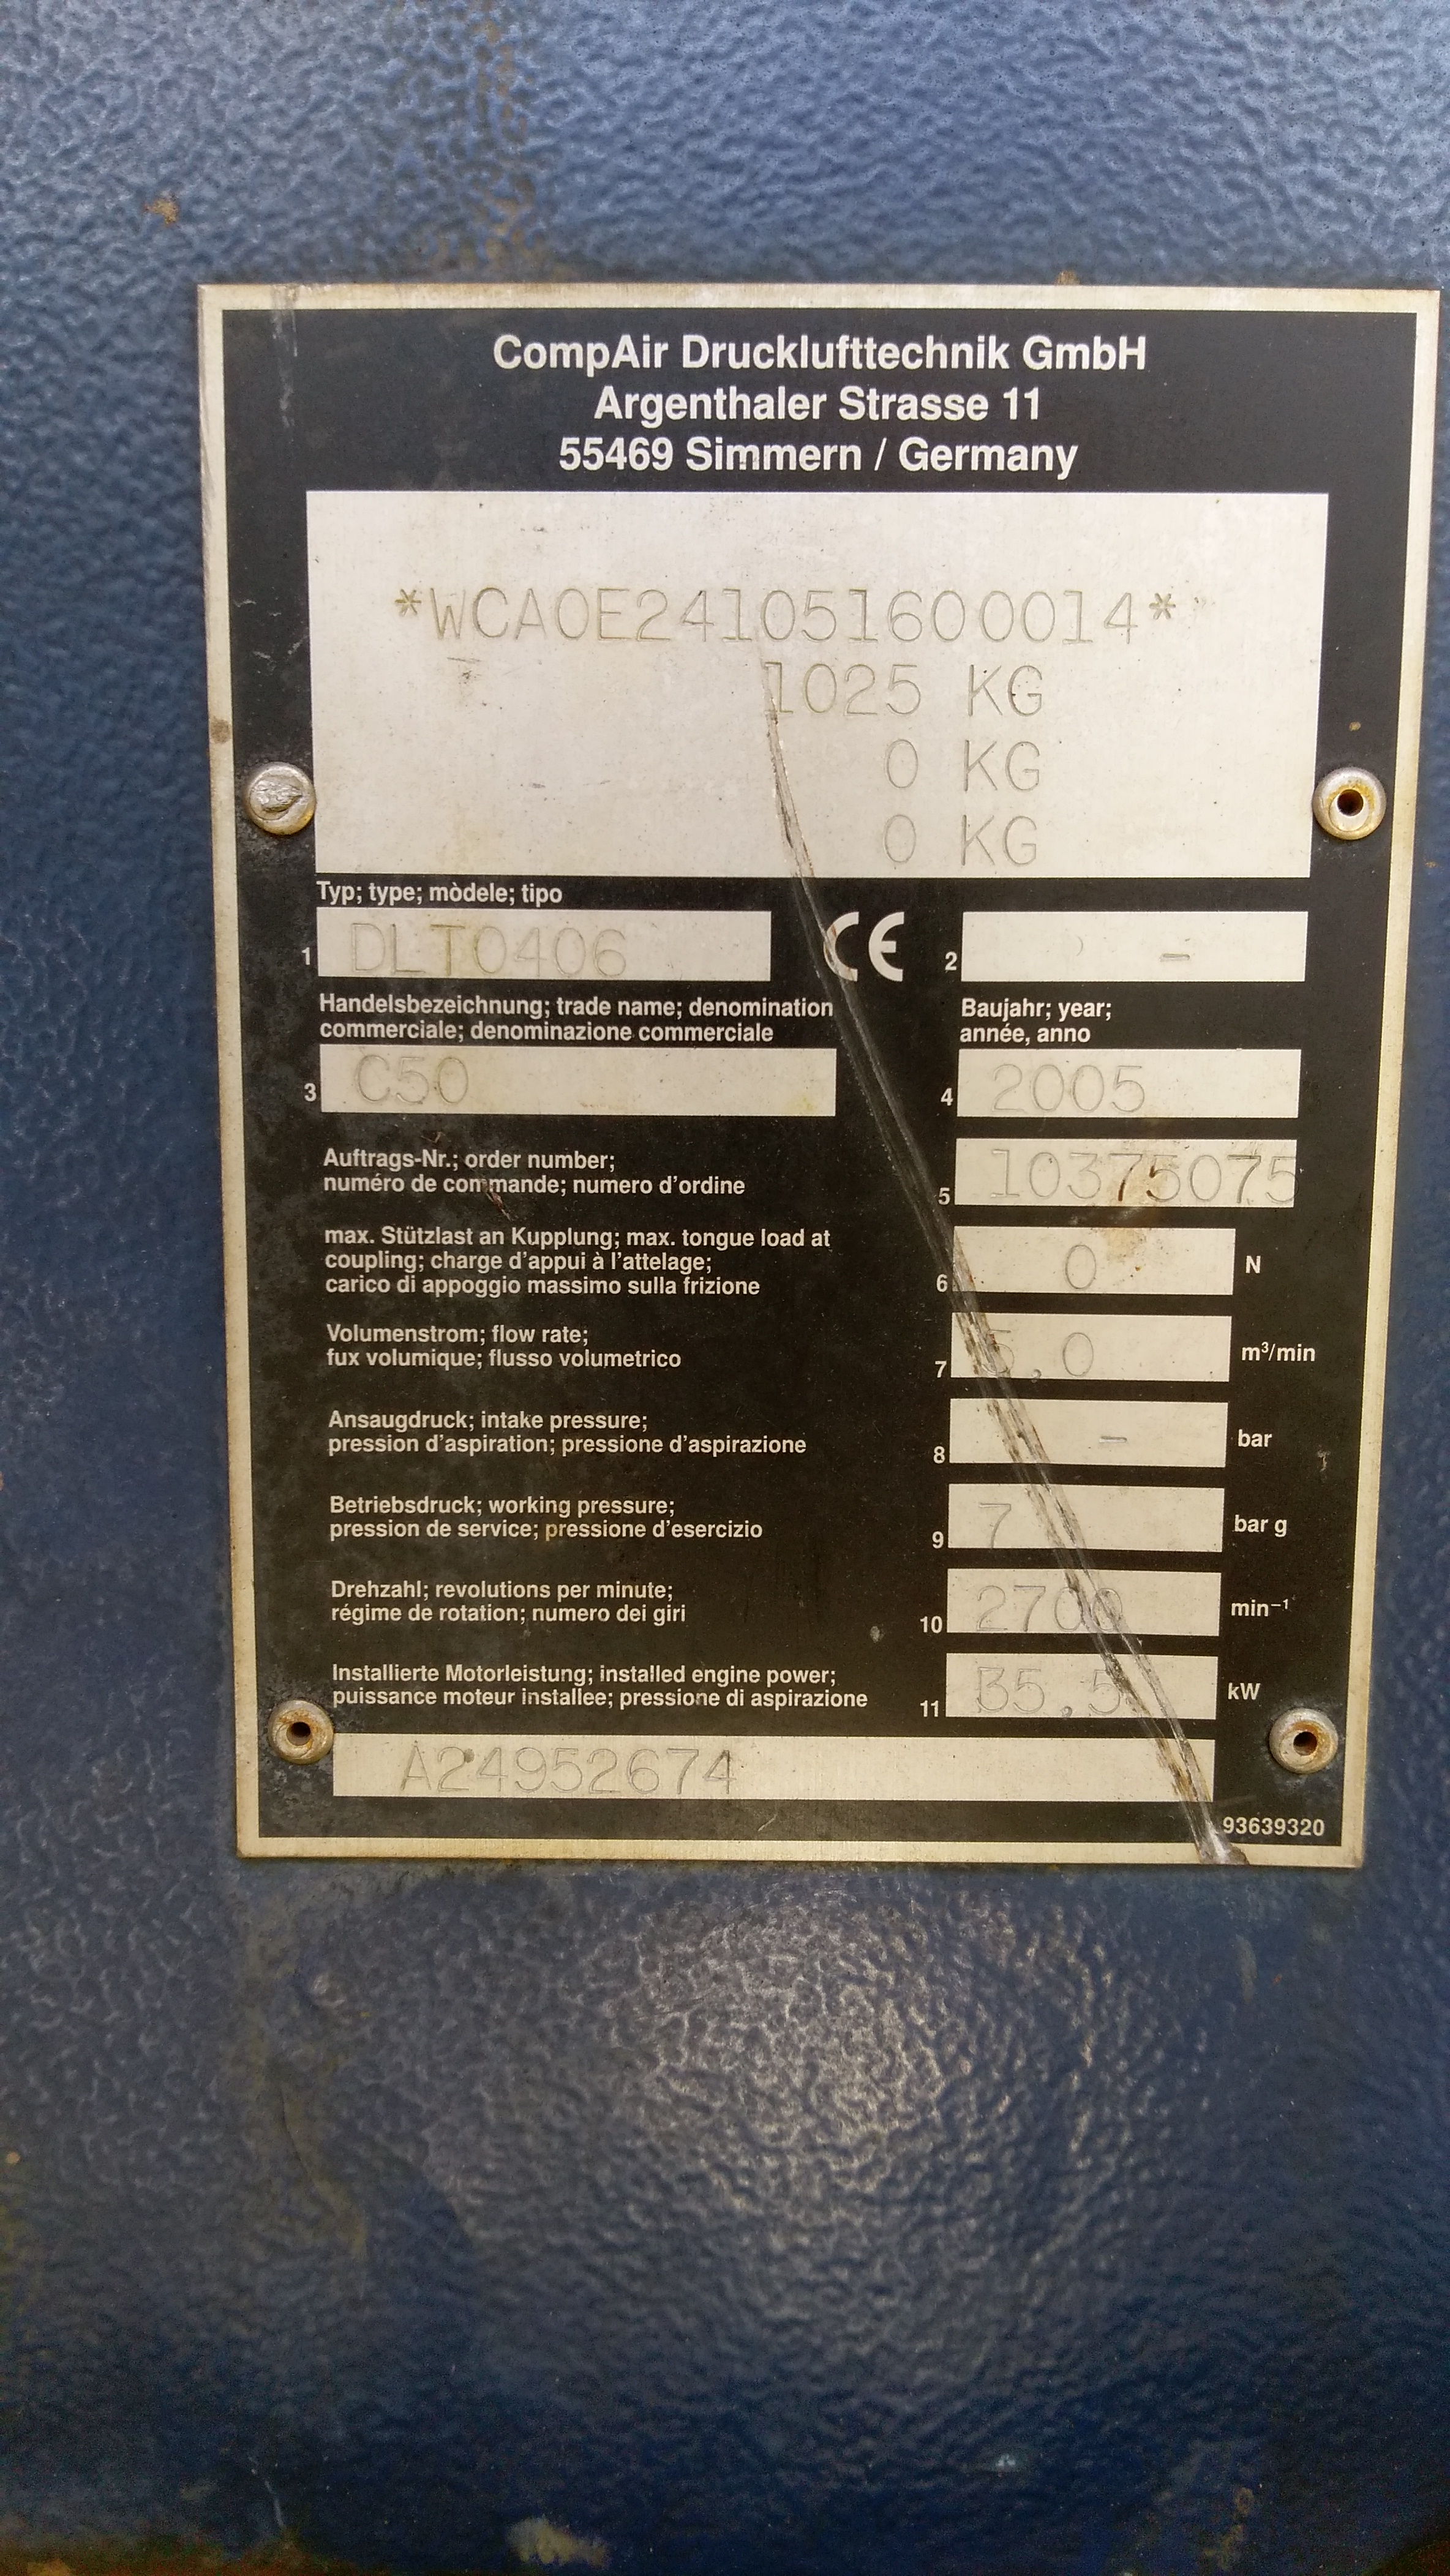 CompAir Drucklufttechnik GmbH
Argenthaler Strasse 11
55469 Simmern / Germany
*WCA0E241051600014*
1025 KG
0 KG
0 KG
Typ; type; mòdele; tipo
1 DLT0406 CE 2 -
Handelsbezeichnung; trade name; denomination
commerciale; denominazione commerciale
Baujahr; year;
année, anno
3 C50 4 2005
Auftrags-Nr.; order number;
numéro de commande; numero d'ordine
5 10375075
max. Stützlast an Kupplung; max. tongue load at
coupling; charge d'appui à l'attelage;
carico di appoggio massimo sulla frizione
6 0 N
Volumenstrom; flow rate;
fux volumique; flusso volumetrico
7 5.0 m³/min
Ansaugdruck; intake pressure;
pression d'aspiration; pressione d'aspirazione
8 - bar
Betriebsdruck; working pressure;
pression de service; pressione d'esercizio
9 7 bar g
Drehzahl; revolutions per minute;
régime de rotation; numero dei giri
10 2700 min⁻¹
Installierte Motorleistung; installed engine power;
puissance moteur installee; pressione di aspirazione
11 35.5 kW
A24952674
93639320